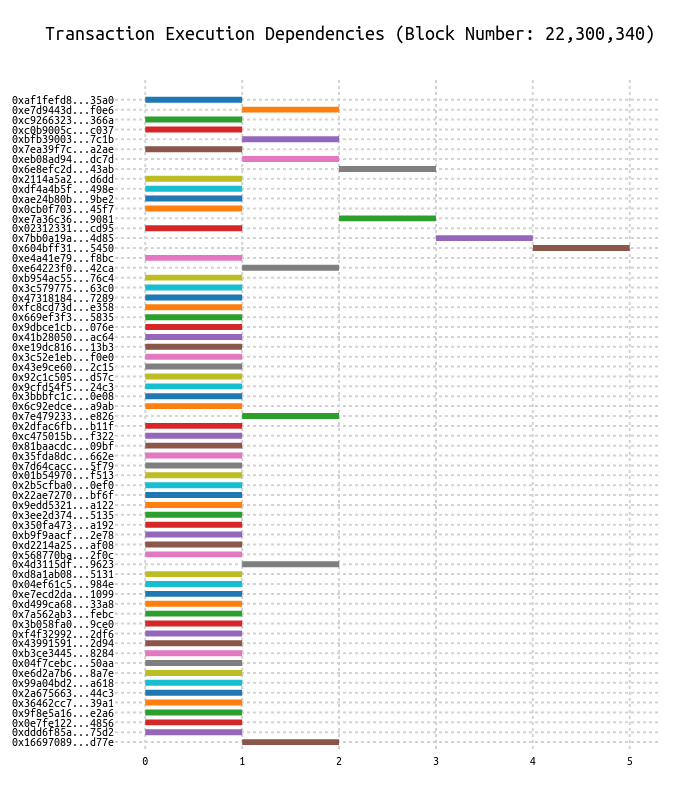 Transaction Execution Dependencies (Block Number: 22,300,340)
0xaf1fefd8...35a0
0xe7d9443d...f0e6
0xc9266323...366a
0xc0b9005c...c037
0xbfb39003...7c1b
0x7ea39f7c...a2ae
0xeb08ad94...dc7d
0x6e8efc2d...43ab
0x2114a5a2...d6dd
0xdf4a4b5f...498e
0xae24b80b...9be2
0x0cb0f703...45f7
0xe7a36c36...9081
0x02312331...cd95
0x7bb0a19a...4d85
0x604bff31...5450
0xe4a41e79...f8bc
0xe64223f0...42ca
0xb954ac55...76c4
0x3c579775...63c0
0x47318184...7289
0xfc8cd73d...e358
0x669ef3f3...5835
0x9dbce1cb...076e
0x41b28050...ac64
0xe19dc816...13b3
0x3c52e1eb...f0e0
0x43e9ce60...2c15
0x92c1c505...d57c
0x9cfd54f5...24c3
0x3bbbfc1c...0e08
0x6c92edce...a9ab
0x7e479233...e826
0x2dfac6fb...b11f
0xc475015b...f322
0x81baacdc...09bf
0x35fda8dc...662e
0x7d64cacc...5f79
0x01b54970...f513
0x2b5cfba0...0ef0
0x22ae7270...bf6f
0x9edd5321...a122
0x3ee2d374...5135
0x350fa473...a192
0xb9f9aacf...2e78
0xd2214a25...af08
0x568770ba...2f0c
0x4d3115df...9623
0xd8a1ab08...5131
0x04ef61c5...984e
0xe7ecd2da...1099
0xd499ca68...33a8
0x7a562ab3...febc
0x3b058fa0...9ce0
0xf4f32992...2df6
0x43991591...2d94
0xb3ce3445...8284
0x04f7cebc...50aa
0xe6d2a7b6...8a7e
0x99a04bd2...a618
0x2a675663...44c3
0x36462cc7...39a1
0x9f8e5a16...e2a6
0x0e7fe122...4856
0xddd6f85a...75d2
0x16697089...d77e
0 1 2 3 4 5